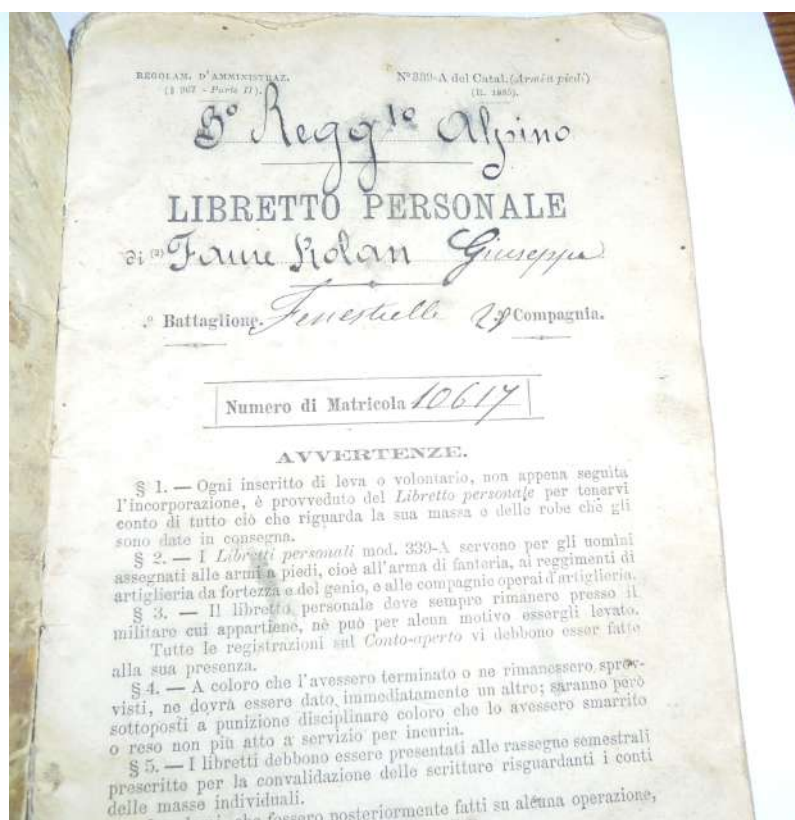 REGOLAM. D'AMMINISTRAZ.
(§ 967 - Parte II).
N° 339-A del Catal. (Armi a piedi)
(R. 1885).
3° Regg.to Alpino
LIBRETTO PERSONALE
di (a) Faure Rolan Giuseppe
.° Battaglione. Fenestrelle 29 Compagnia.
Numero di Matricola 10617
AVVERTENZE.
§ 1. — Ogni inscritto di leva o volontario, non appena seguita
l'incorporazione, è provveduto del Libretto personale per tenervi
conto di tutto ciò che riguarda la sua massa e delle robe che gli
sono date in consegna.
§ 2. — I Libretti personali mod. 339-A servono per gli uomini
assegnati alle armi a piedi, cioè all'arma di fanteria, ai reggimenti di
artiglieria da fortezza e del genio, e alle compagnie operai d'artiglieria.
§ 3. — Il libretto personale deve sempre rimanere presso il
militare cui appartiene, nè può per alcun motivo essergli levato.
Tutte le registrazioni sul Conto-aperto vi debbono esser fatte
alla sua presenza.
§ 4. — A coloro che l'avessero terminato o ne rimanessero sprov-
visti, ne dovrà essere dato immediatamente un altro; saranno però
sottoposti a punizione disciplinare coloro che lo avessero smarrito
o reso non più atto a servizio per incuria.
§ 5. — I libretti debbono essere presentati alle rassegne semestrali
prescritte per la convalidazione delle scritture risguardanti i conti
delle masse individuali.
che fossero posteriormente fatti su alcuna operazione,